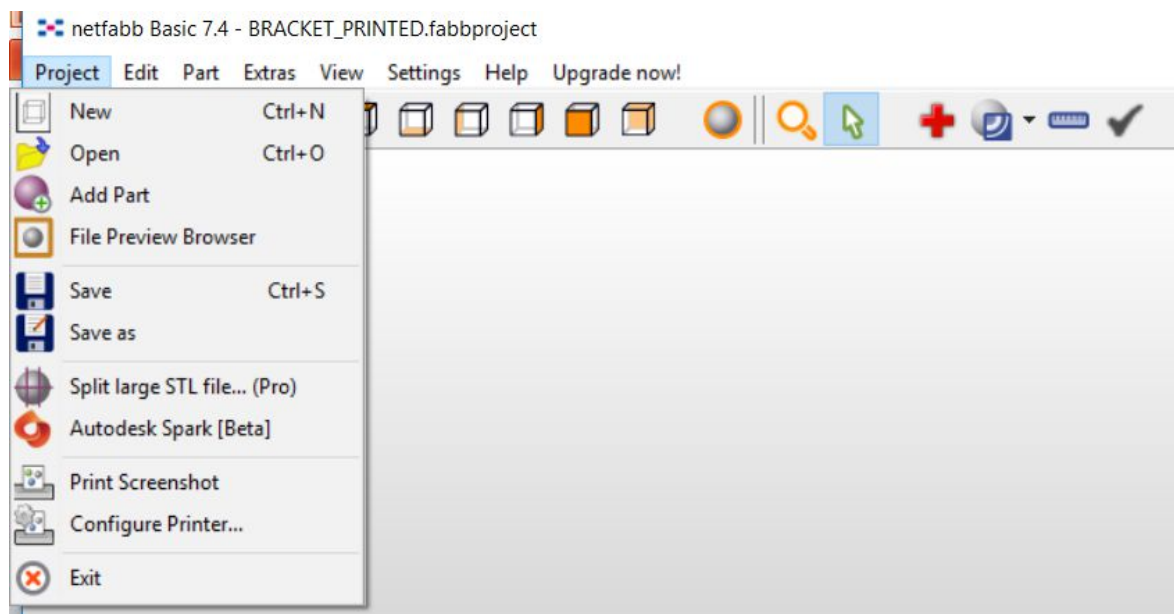 netfabb Basic 7.4 - BRACKET_PRINTED.fabbproject
Project Edit Part Extras View Settings Help Upgrade now!
New Ctrl+N
Open Ctrl+O
Add Part
File Preview Browser
Save Ctrl+S
Save as
Split large STL file... (Pro)
Autodesk Spark [Beta]
Print Screenshot
Configure Printer...
Exit